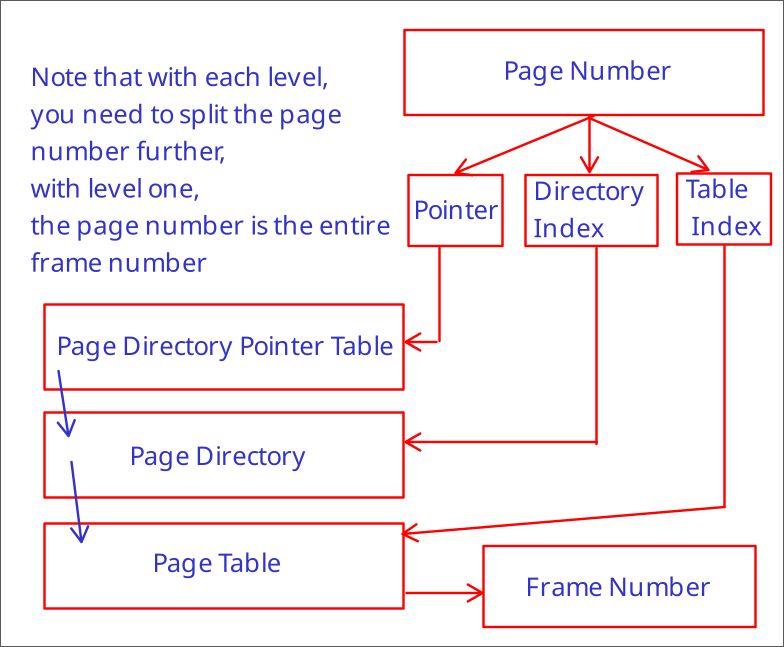 Page Number
Note that with each level,
you need to split the page
number further,
with level one,
the page number is the entire
frame number
Pointer
Directory
Index
Table
Index
Page Directory Pointer Table
Page Directory
Page Table
Frame Number